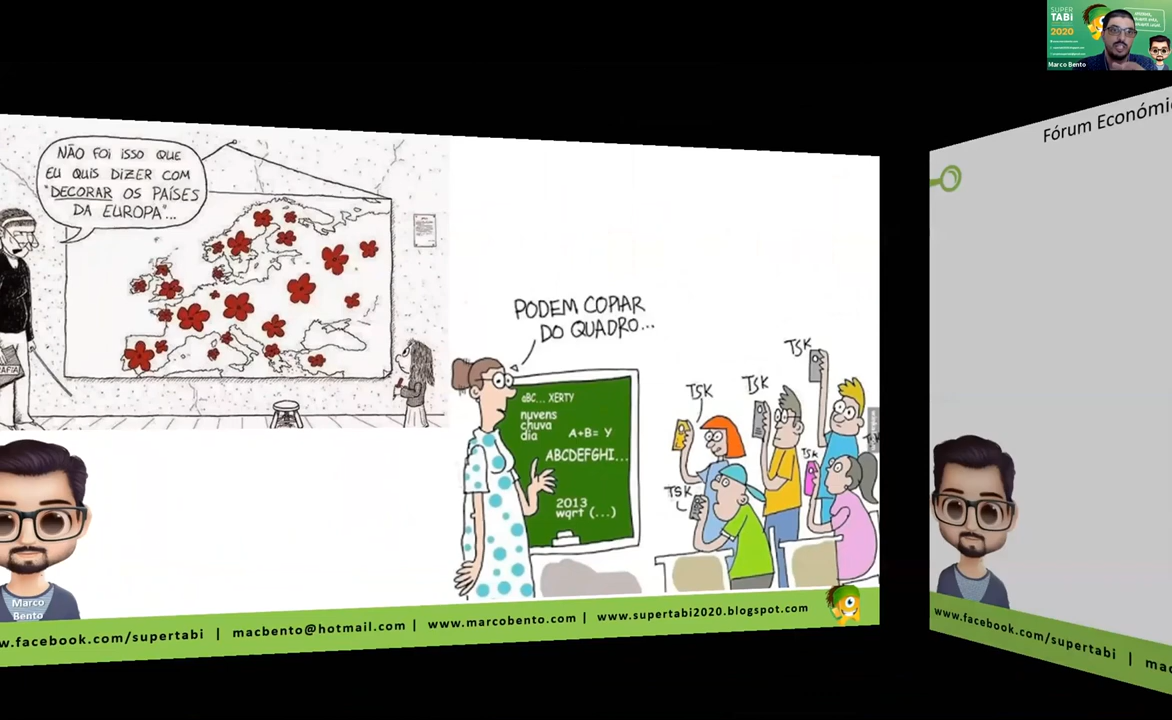 SUPER
TABi
2020
Marco Bento
Fórum Económi
NÃO FOI ISSO QUE
EU QUIS DIZER COM
"DECORAR OS PAÍSES
DA EUROPA"...
PODEM COPIAR
DO QUADRO...
aBC... XERTY
nuvens
chuva
dia
A+B= Y
ABCDEFGHI...
2013
wqrt (...)
TSK
TSK
TSK
TSK
TSK
Marco
Bento
w.facebook.com/supertabi | macbento@hotmail.com | www.marcobento.com | www.supertabi2020.blogspot.com
www.facebook.com/supertabi | mac